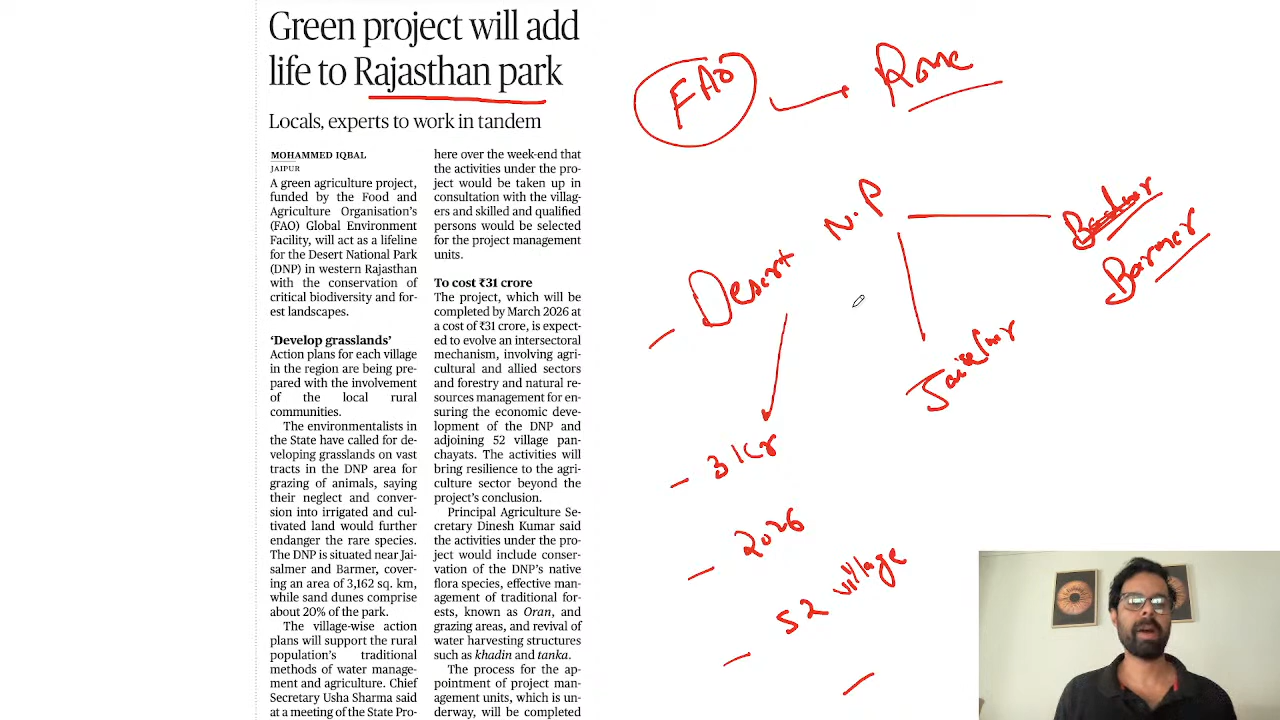 Green project will add
life to Rajasthan park
Locals, experts to work in tandem
MOHAMMED IQBAL
JAIPUR
A green agriculture project,
funded by the Food and
Agriculture Organisation's
(FAO) Global Environment
Facility, will act as a lifeline
for the Desert National Park
(DNP) in western Rajasthan
with the conservation of
critical biodiversity and for-
est landscapes.
'Develop grasslands'
Action plans for each village
in the region are being pre-
pared with the involvement
of the local rural
communities.
The environmentalists in
the State have called for de-
veloping grasslands on vast
tracts in the DNP area for
grazing of animals, saying
their neglect and conver-
sion into irrigated and cul-
tivated land would further
endanger the rare species.
The DNP is situated near Jai-
salmer and Barmer, cover-
ing an area of 3,162 sq. km,
while sand dunes comprise
about 20% of the park.
The village-wise action
plans will support the rural
population's traditional
methods of water manage-
ment and agriculture. Chief
Secretary Usha Sharma said
at a meeting of the State Pro-
here over the week-end that
the activities under the pro-
ject would be taken up in
consultation with the villag-
ers and skilled and qualified
persons would be selected
for the project management
units.
To cost ₹31 crore
The project, which will be
completed by March 2026 at
a cost of ₹31 crore, is expect-
ed to evolve an intersectoral
mechanism, involving agri-
cultural and allied sectors
and forestry and natural re-
sources management for en-
suring the economic deve-
lopment of the DNP and
adjoining 52 village pan-
chayats. The activities will
bring resilience to the agri-
culture sector beyond the
project's conclusion.
Principal Agriculture Se-
cretary Dinesh Kumar said
the activities under the pro-
ject would include conser-
vation of the DNP's native
flora species, effective man-
agement of traditional for-
ests, known as Oran, and
grazing areas, and revival of
water harvesting structures
such as khadin and tanka.
The process for the ap-
pointment of project man-
agement units, which is un-
derway, will be completed
FAO
Rome
Desert N.P
Barmer
Jaiselmer
31Cr
2026
52 village